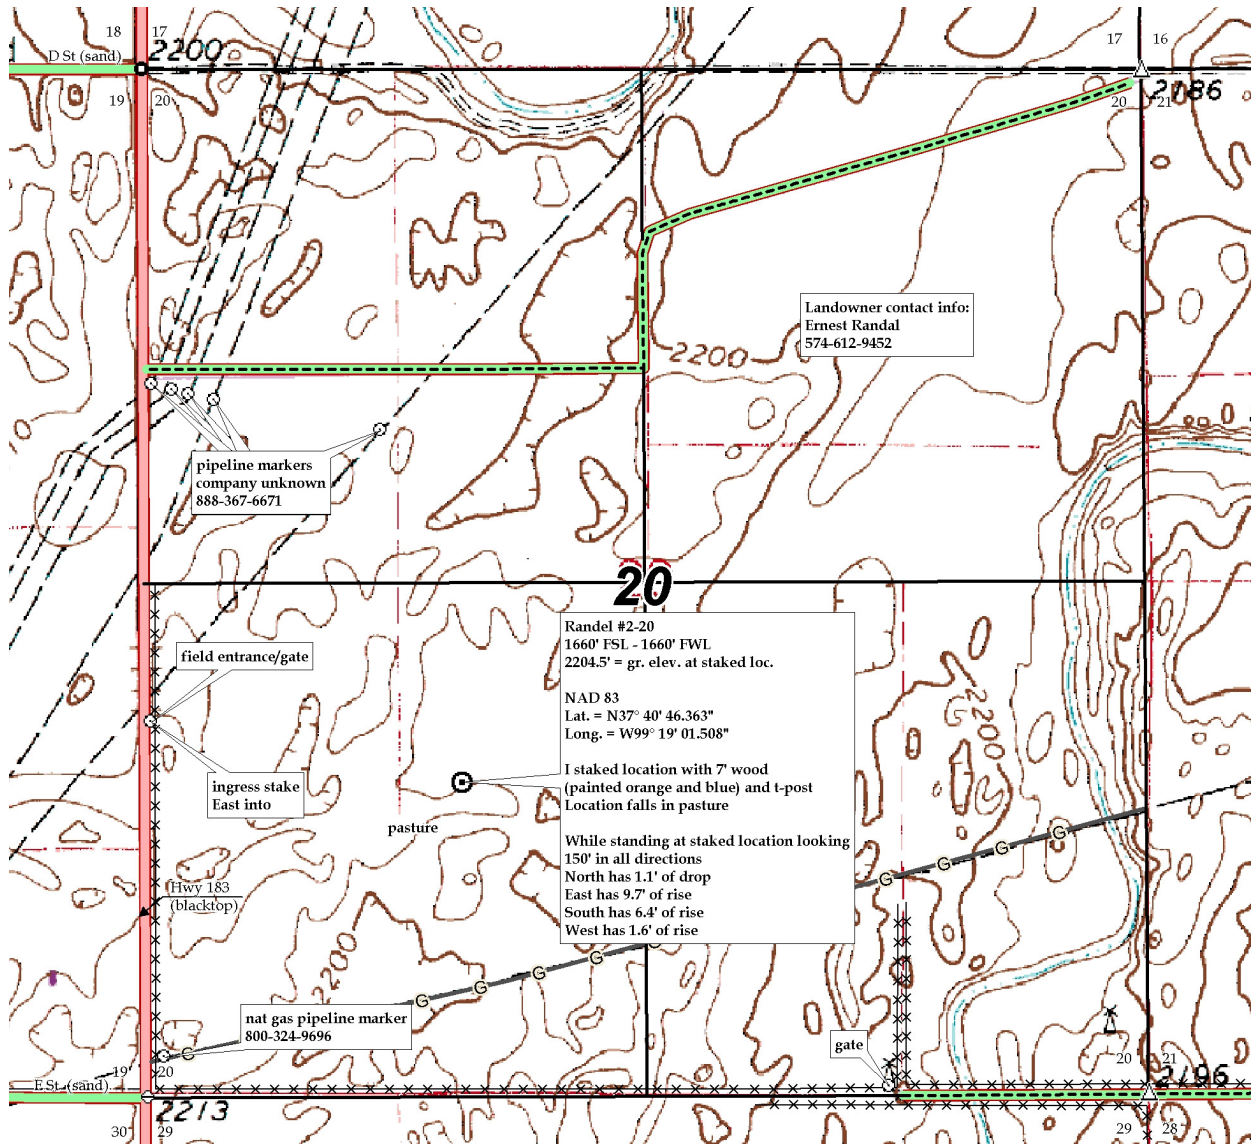 18 17
17 16
D St (sand)
2200
2186
19 20
20 21
Landowner contact info:
Ernest Randal
574-612-9452
2200
pipeline markers
company unknown
888-367-6671
20
Randel #2-20
1660' FSL - 1660' FWL
2204.5' = gr. elev. at staked loc.
NAD 83
Lat. = N37° 40' 46.363"
Long. = W99° 19' 01.508"
I staked location with 7' wood
(painted orange and blue) and t-post
Location falls in pasture
While standing at staked location looking
150' in all directions
North has 1.1' of drop
East has 9.7' of rise
South has 6.4' of rise
West has 1.6' of rise
field entrance/gate
2200
ingress stake
East into
pasture
G G G G
Hwy 183
(blacktop)
2200
G G G G
nat gas pipeline marker
800-324-9696
G
gate
19 20
20 21
E St (sand)
2196
2213
30 29
29 28